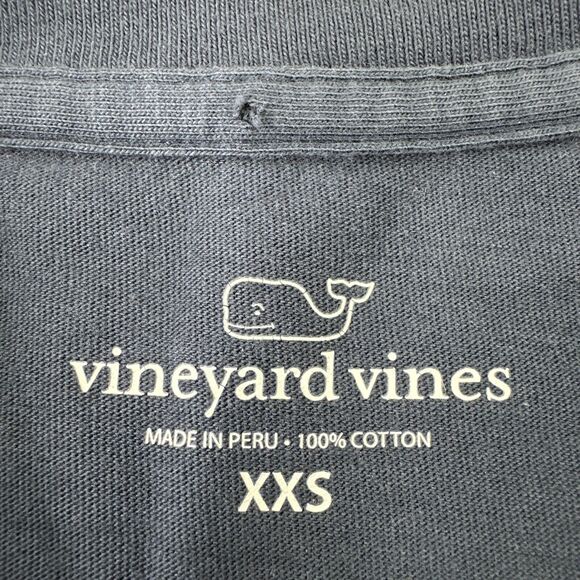 vineyard vines
MADE IN PERU • 100% COTTON
XXS